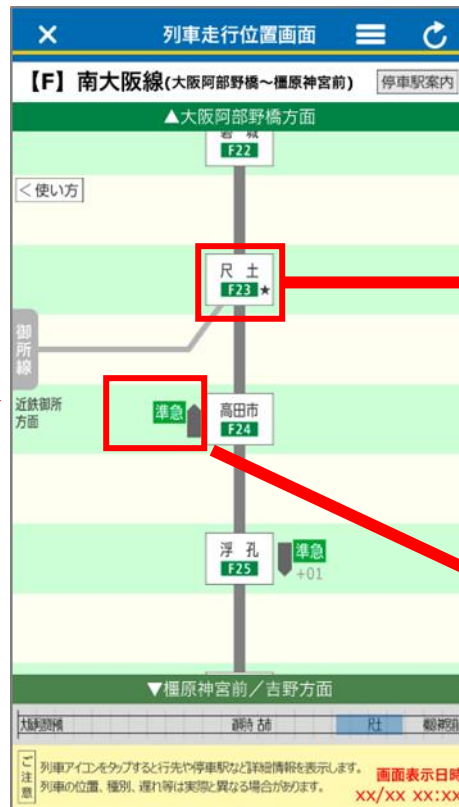 列車走行位置画面
【F】南大阪線(大阪阿部野橋～橿原神宮前) 停車駅案内
▲大阪阿部野橋方面
F22
＜使い方
尺土
F23★
御所線
近鉄御所
方面
準急
高田市
F24
浮孔
F25
準急
+01
▼橿原神宮前／吉野方面
尺土
ご注意
列車アイコンをタップすると行先や停車駅など詳細情報を表示します。
列車の位置、種別、遅れ等は実際と異なる場合があります。
画面表示日時
xx/xx xx:xx